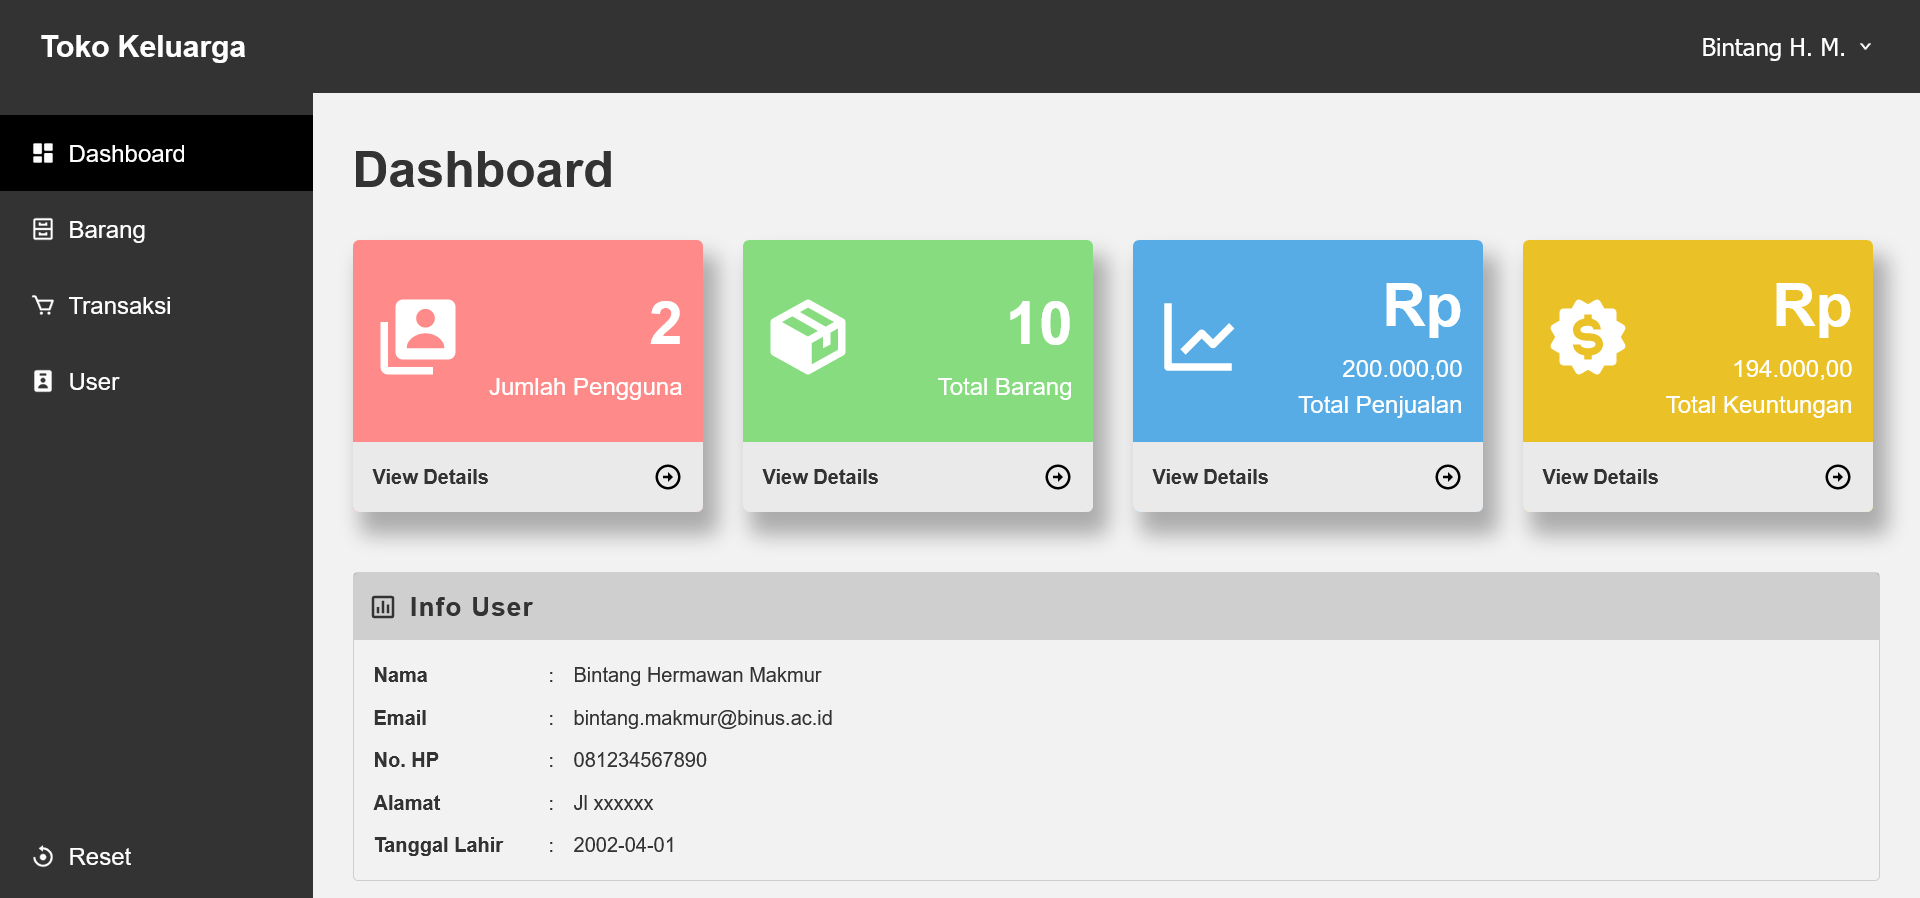 Toko Keluarga
Bintang H. M.
Dashboard
Barang
Transaksi
User
Reset
Dashboard
2
Jumlah Pengguna
View Details
10
Total Barang
View Details
Rp
200.000,00
Total Penjualan
View Details
Rp
194.000,00
Total Keuntungan
View Details
Info User
Nama : Bintang Hermawan Makmur
Email : bintang.makmur@binus.ac.id
No. HP : 081234567890
Alamat : Jl xxxxxx
Tanggal Lahir : 2002-04-01